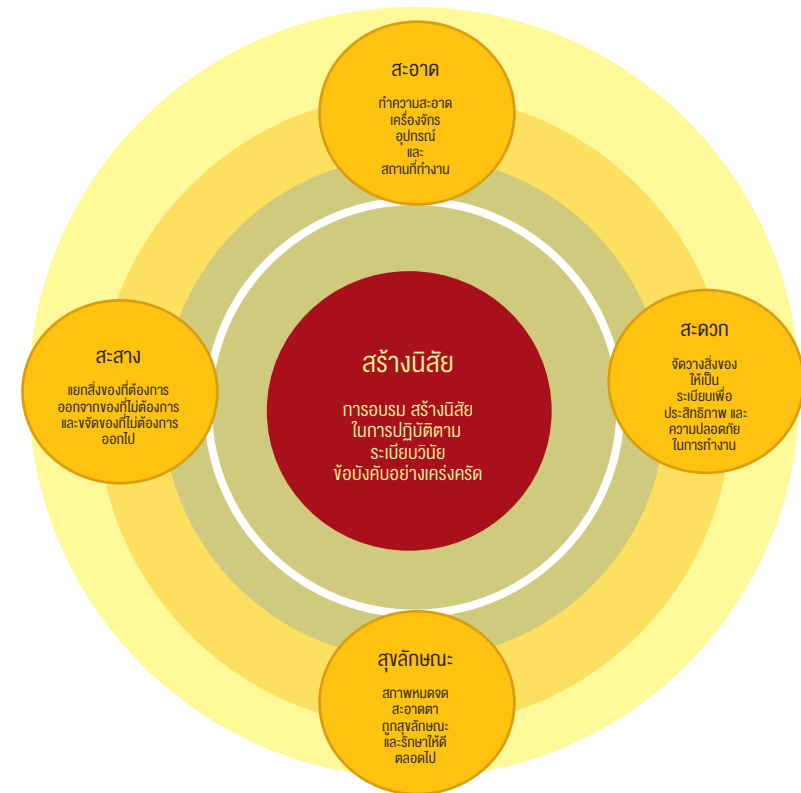 สะอาด
ทำความสะอาด
เครื่องจักร
อุปกรณ์
และ
สถานที่ทำงาน
สะสาง
แยกสิ่งของที่ต้องการ
ออกจากของที่ไม่ต้องการ
และขจัดของที่ไม่ต้องการ
ออกไป
สร้างนิสัย
การอบรม สร้างนิสัย
ในการปฏิบัติตาม
ระเบียบวินัย
ข้อบังคับอย่างเคร่งครัด
สะดวก
จัดวางสิ่งของ
ให้เป็น
ระเบียบเพื่อ
ประสิทธิภาพ และ
ความปลอดภัย
ในการทำงาน
สุขลักษณะ
สภาพหมดจด
สะอาดตา
ถูกสุขลักษณะ
และรักษาให้ดี
ตลอดไป